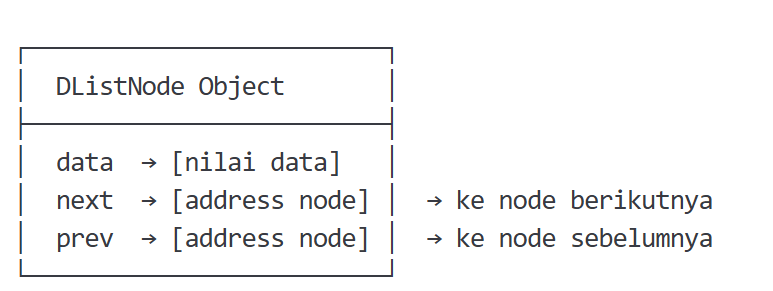 DListNode Object
data → [nilai data]
next → [address node] → ke node berikutnya
prev → [address node] → ke node sebelumnya